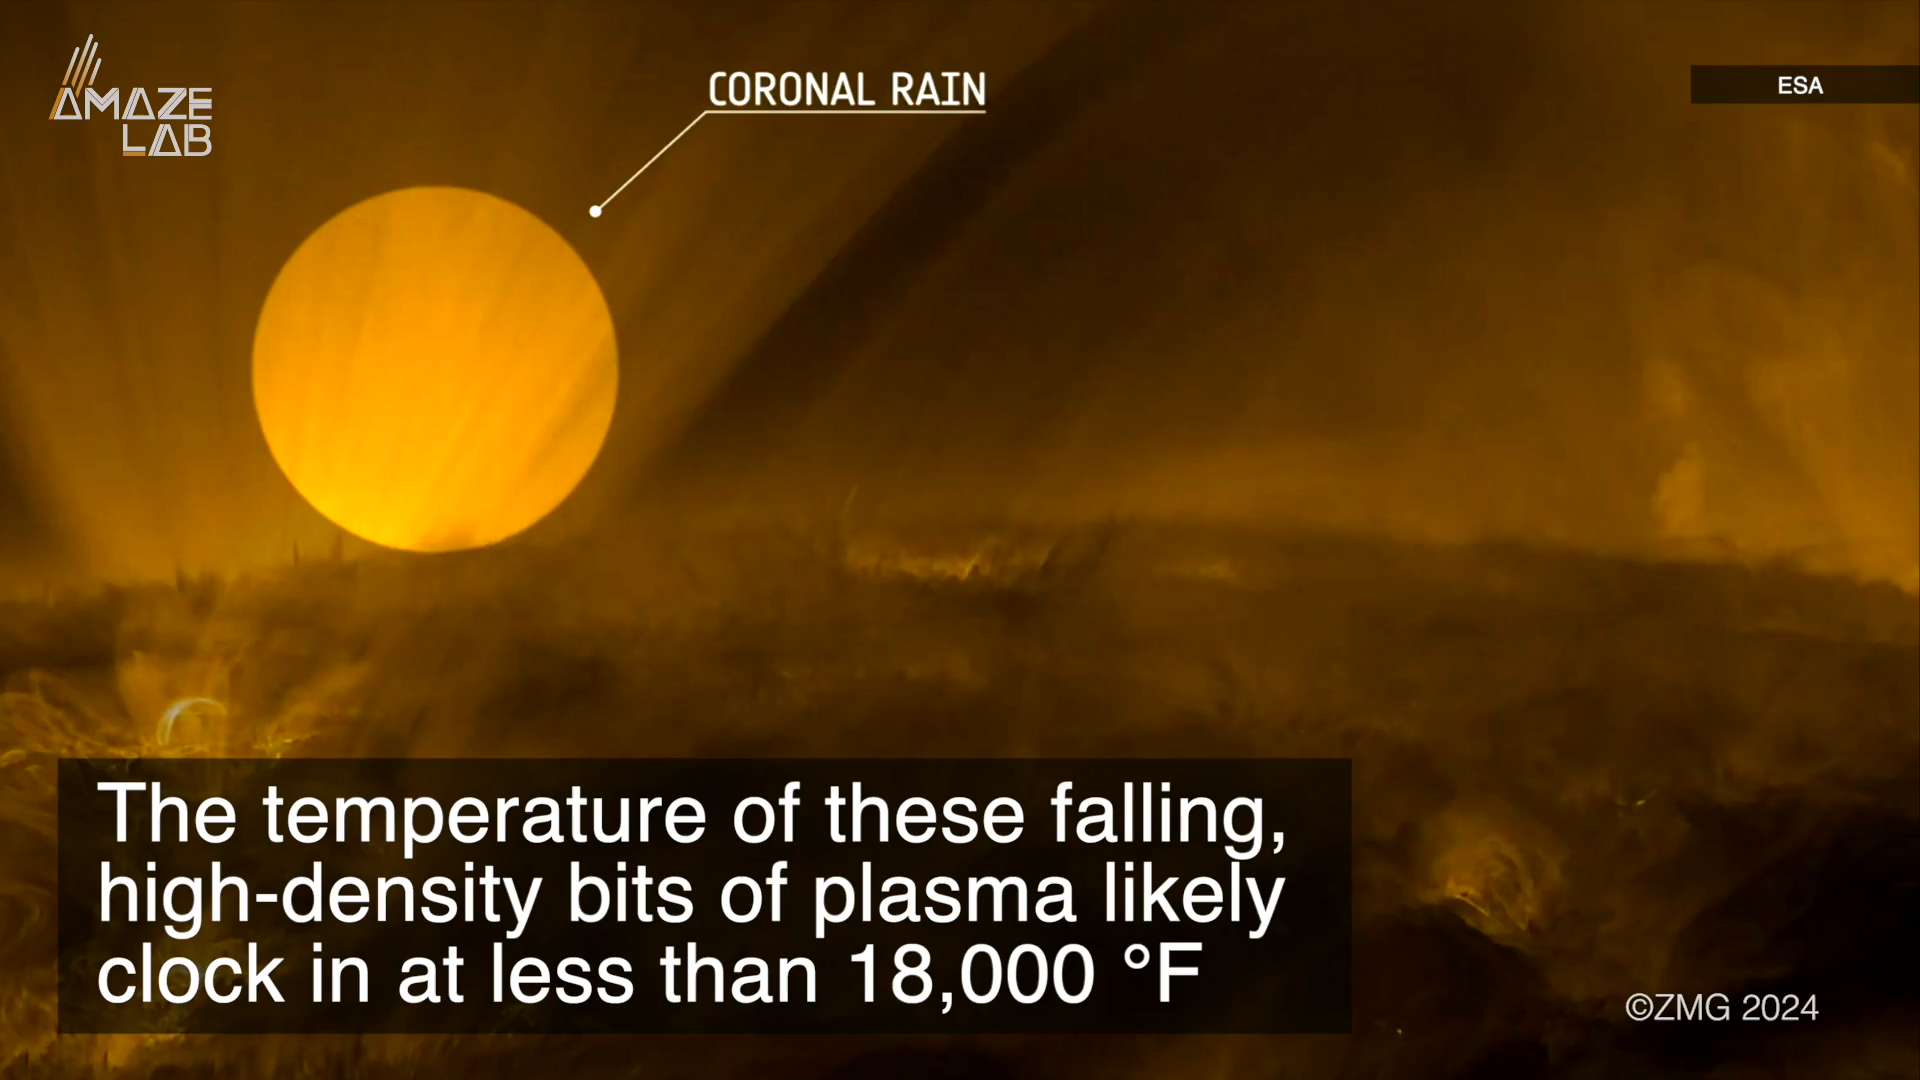 AMAZE
LAB
CORONAL RAIN
ESA
The temperature of these falling,
high-density bits of plasma likely
clock in at less than 18,000 °F
©ZMG 2024